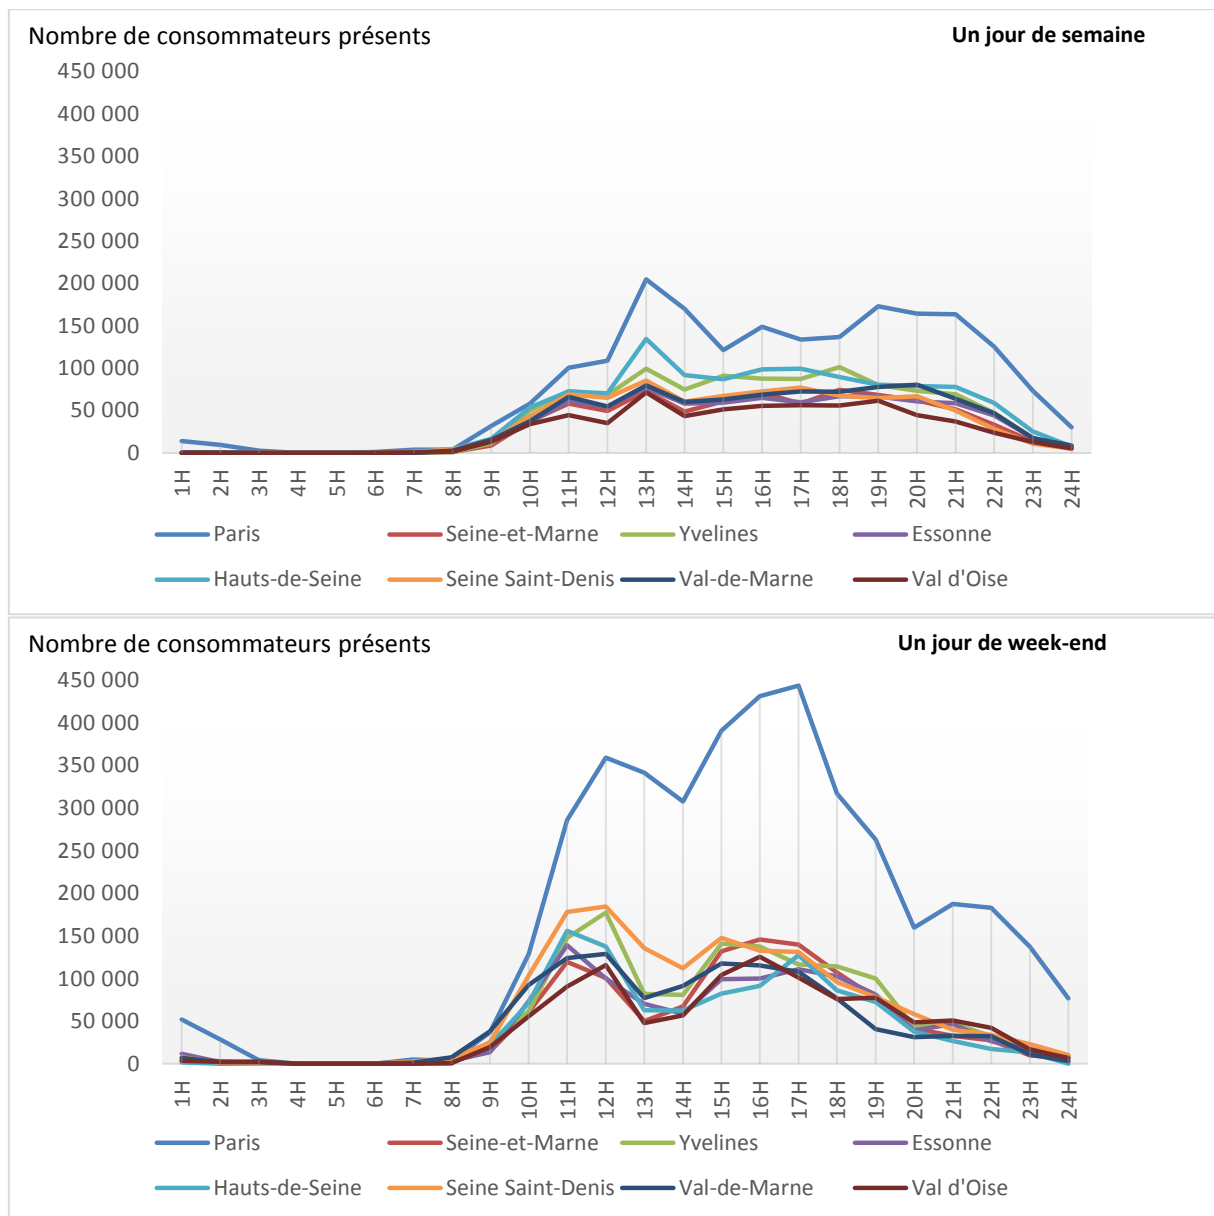 Nombre de consommateurs présents
Un jour de semaine
450 000
400 000
350 000
300 000
250 000
200 000
150 000
100 000
50 000
0
1H 2H 3H 4H 5H 6H 7H 8H 9H 10H 11H 12H 13H 14H 15H 16H 17H 18H 19H 20H 21H 22H 23H 24H
Paris Seine-et-Marne Yvelines Essonne
Hauts-de-Seine Seine Saint-Denis Val-de-Marne Val d'Oise
Nombre de consommateurs présents
Un jour de week-end
450 000
400 000
350 000
300 000
250 000
200 000
150 000
100 000
50 000
0
1H 2H 3H 4H 5H 6H 7H 8H 9H 10H 11H 12H 13H 14H 15H 16H 17H 18H 19H 20H 21H 22H 23H 24H
Paris Seine-et-Marne Yvelines Essonne
Hauts-de-Seine Seine Saint-Denis Val-de-Marne Val d'Oise